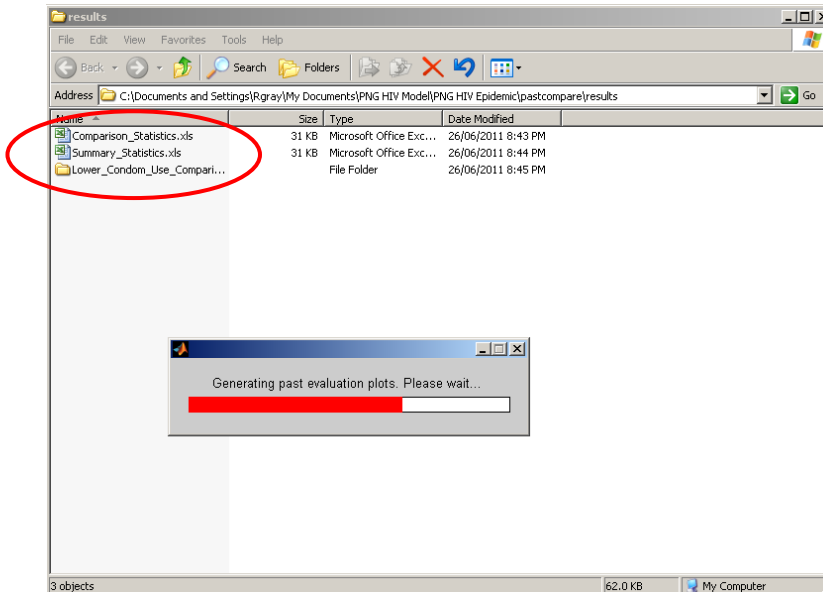 results
File Edit View Favorites Tools Help
Back Search Folders
Address C:\Documents and Settings\Rgray\My Documents\PNG HIV Model\PNG HIV Epidemic\pastcompare\results Go
Name Size Type Date Modified
Comparison_Statistics.xls 31 KB Microsoft Office Exc... 26/06/2011 8:43 PM
Summary_Statistics.xls 31 KB Microsoft Office Exc... 26/06/2011 8:44 PM
Lower_Condom_Use_Compari... File Folder 26/06/2011 8:45 PM
Generating past evaluation plots. Please wait...
3 objects 62.0 KB My Computer